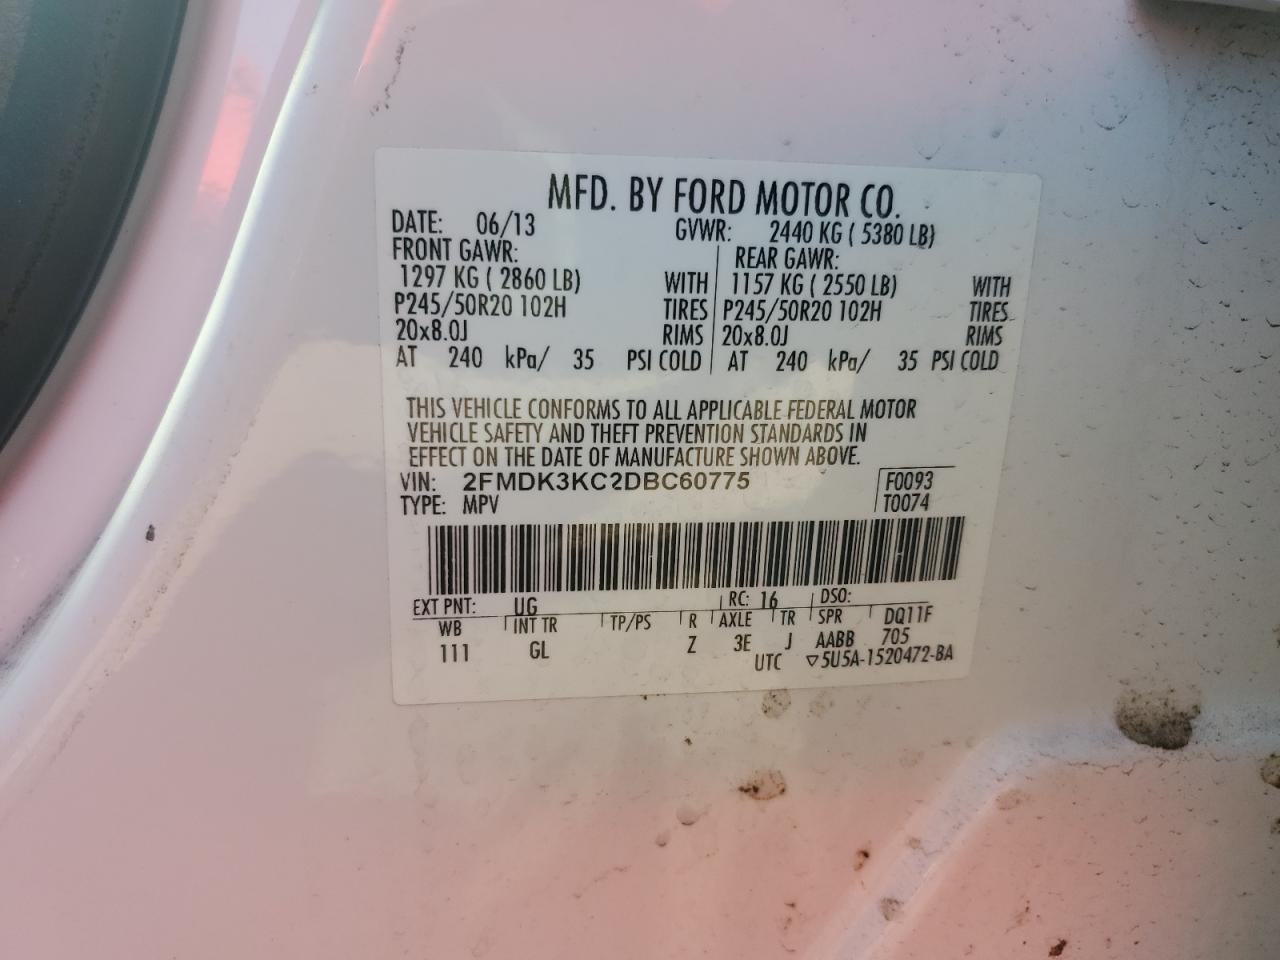 MFD. BY FORD MOTOR CO.
DATE: 06/13 GVWR: 2440 KG ( 5380 LB)
FRONT GAWR: REAR GAWR:
1297 KG ( 2860 LB) WITH 1157 KG ( 2550 LB) WITH
P245/50R20 102H TIRES P245/50R20 102H TIRES
20x8.0J RIMS 20x8.0J RIMS
AT 240 kPa/ 35 PSI COLD AT 240 kPa/ 35 PSI COLD
THIS VEHICLE CONFORMS TO ALL APPLICABLE FEDERAL MOTOR
VEHICLE SAFETY AND THEFT PREVENTION STANDARDS IN
EFFECT ON THE DATE OF MANUFACTURE SHOWN ABOVE.
VIN: 2FMDK3KC2DBC60775 F0093
TYPE: MPV T0074
EXT PNT: UG RC: 16 DSO:
WB INT TR TP/PS R AXLE TR SPR DQ11F
111 GL Z 3E J AABB 705
UTC ▽5U5A-1520472-BA